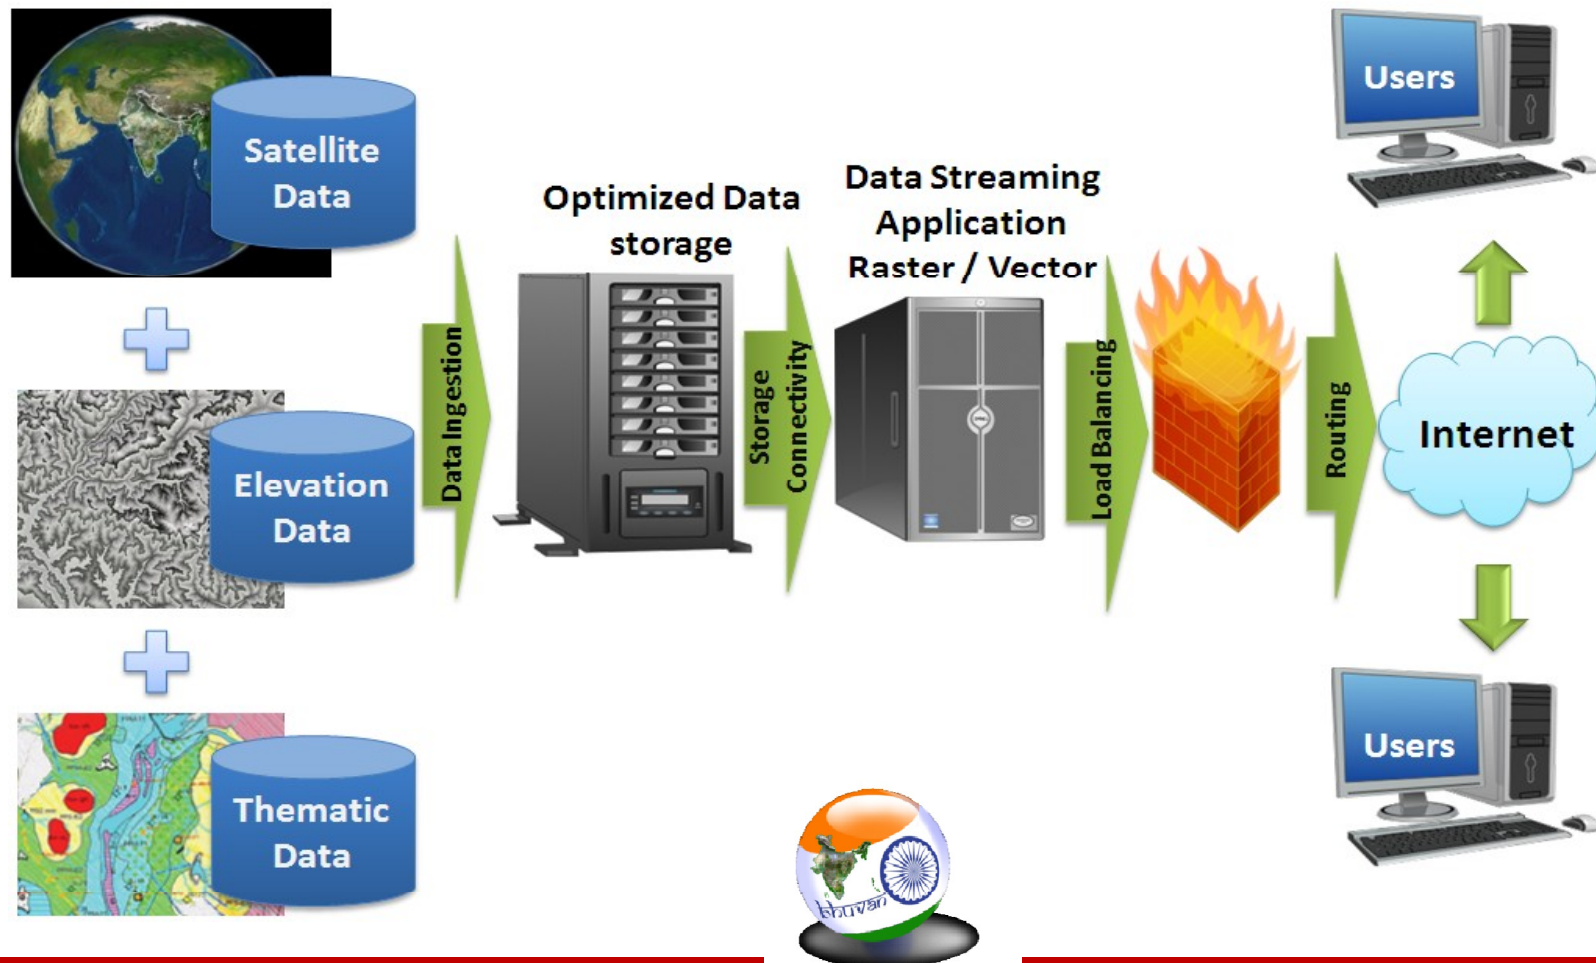 Satellite
Data
Elevation
Data
Thematic
Data
Data Ingestion
Optimized Data
storage
Storage
Connectivity
Data Streaming
Application
Raster / Vector
Load Balancing
Routing
Internet
Users
Users
bhuvan